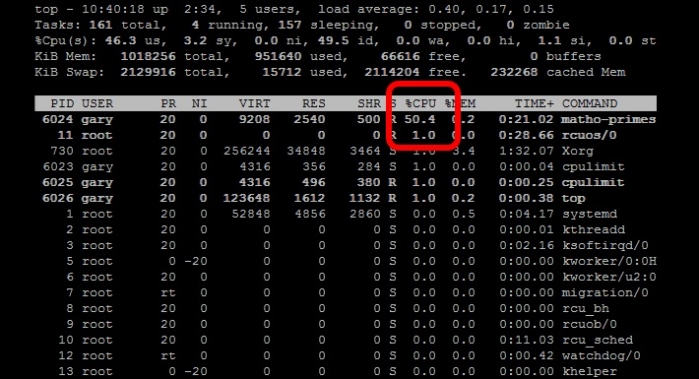 top - 10:40:18 up  2:34,  5 users,  load average: 0.40, 0.17, 0.15
Tasks: 161 total,   4 running, 157 sleeping,   0 stopped,   0 zombie
%Cpu(s): 46.3 us,  3.2 sy,  0.0 ni, 49.5 id,  0.0 wa,  0.0 hi,  1.1 si,  0.0 st
KiB Mem:   1018256 total,   951640 used,    66616 free,        0 buffers
KiB Swap:  2129916 total,    15712 used,  2114204 free.   232268 cached Mem
PID USER PR NI VIRT RES SHR S %CPU %MEM TIME+ COMMAND
6024 gary 20 0 9208 2540 500 R 50.4 0.2 0:21.02 matho-primes
11 root 20 0 0 0 0 R 1.0 0.0 0:28.66 rcuos/0
730 root 20 0 256244 34848 3464 S 1.0 3.4 1:32.07 Xorg
6023 gary 20 0 4316 356 284 S 1.0 0.0 0:00.04 cpulimit
6025 gary 20 0 4316 496 380 R 1.0 0.0 0:00.25 cpulimit
6026 gary 20 0 123648 1612 1132 R 1.0 0.2 0:00.38 top
1 root 20 0 52848 4856 2860 S 0.0 0.5 0:04.17 systemd
2 root 20 0 0 0 0 S 0.0 0.0 0:00.01 kthreadd
3 root 20 0 0 0 0 S 0.0 0.0 0:02.16 ksoftirqd/0
5 root 0 -20 0 0 0 S 0.0 0.0 0:00.00 kworker/0:0H
6 root 20 0 0 0 0 S 0.0 0.0 0:00.00 kworker/u2:0
7 root rt 0 0 0 0 S 0.0 0.0 0:00.00 migration/0
8 root 20 0 0 0 0 S 0.0 0.0 0:00.00 rcu_bh
9 root 20 0 0 0 0 S 0.0 0.0 0:00.00 rcuob/0
10 root 20 0 0 0 0 S 0.0 0.0 0:11.03 rcu_sched
12 root rt 0 0 0 0 S 0.0 0.0 0:00.42 watchdog/0
13 root 0 -20 0 0 0 S 0.0 0.0 0:00.00 khelper